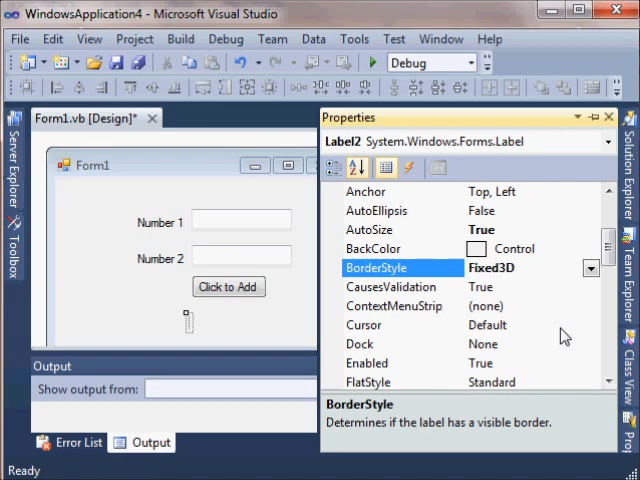 WindowsApplication4 - Microsoft Visual Studio
File Edit View Project Build Debug Team Data Tools Test Window Help
Debug
Form1.vb [Design]*
Server Explorer
Toolbox
Form1
Number 1
Number 2
Click to Add
Properties
Label2 System.Windows.Forms.Label
Anchor Top, Left
AutoEllipsis False
AutoSize True
BackColor Control
BorderStyle Fixed3D
CausesValidation True
ContextMenuStrip (none)
Cursor Default
Dock None
Enabled True
FlatStyle Standard
BorderStyle
Determines if the label has a visible border.
Solution Explorer
Team Explorer
Class View
Prop
Output
Show output from:
Error List Output
Ready